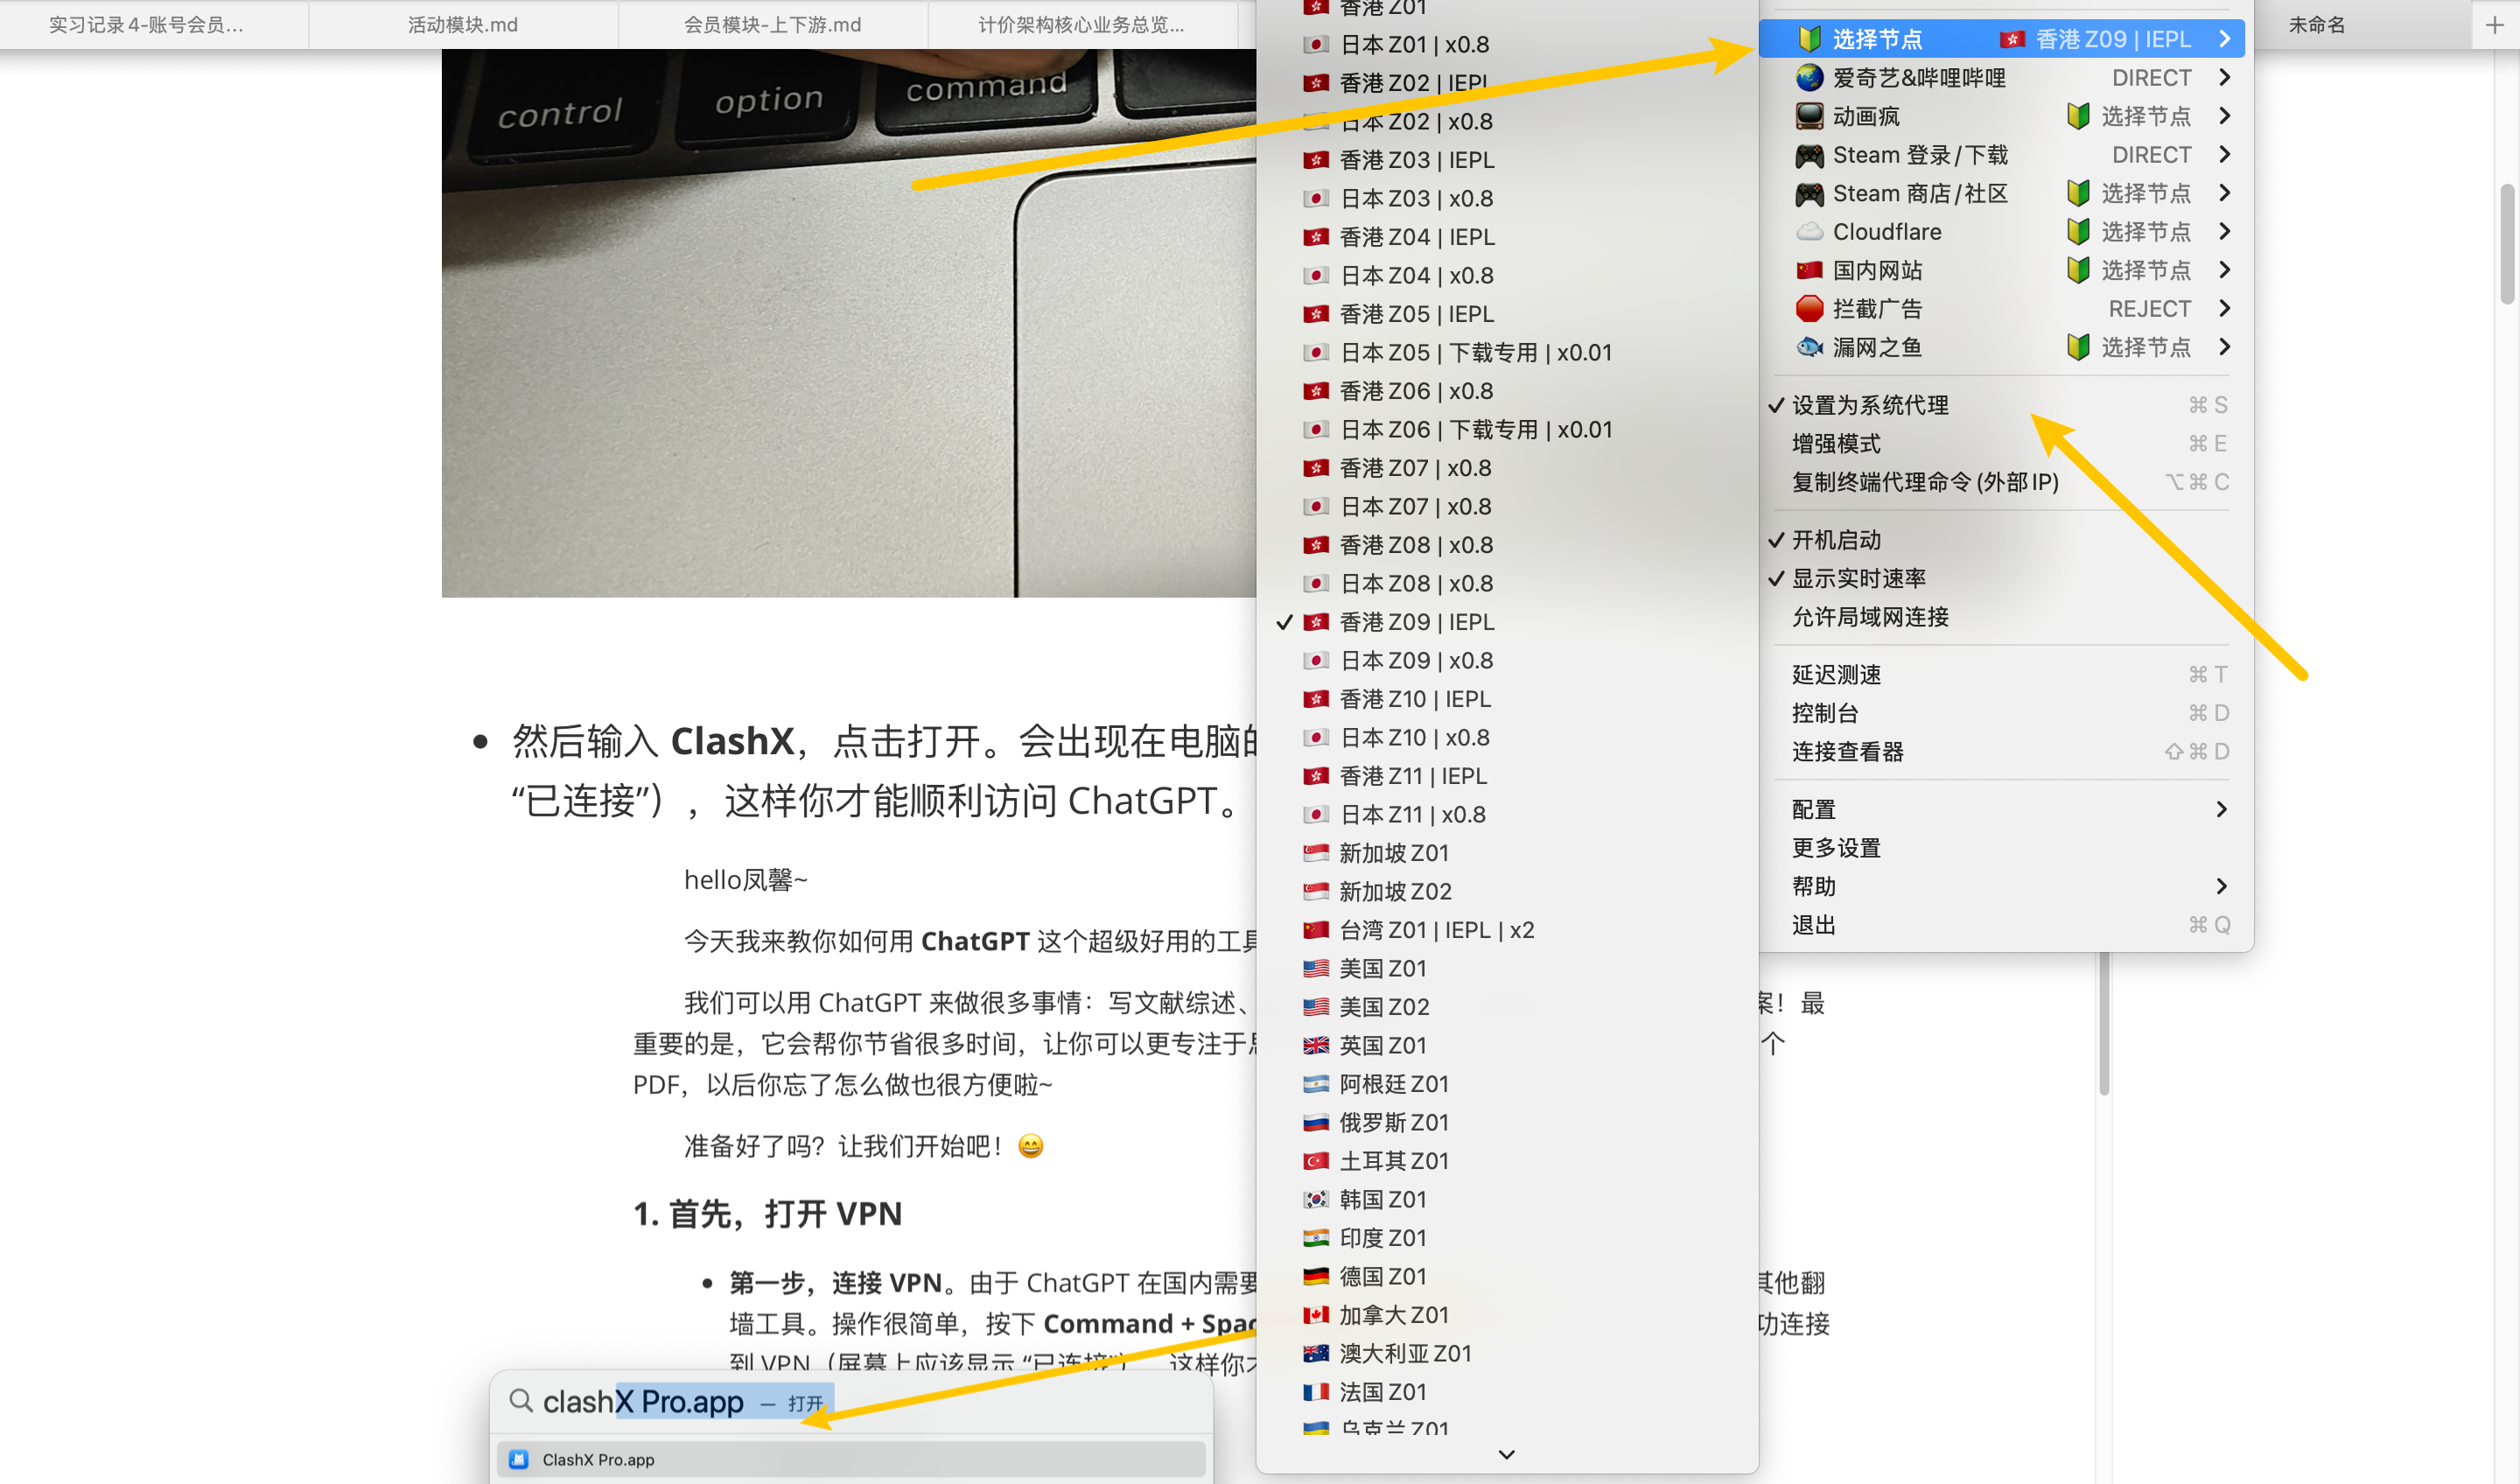 实习记录4-账号会员...
活动模块.md
会员模块-上下游.md
计价架构核心业务总览...
未命名
control
option
command
香港 Z01
日本 Z01 | x0.8
香港 Z02 | IEPL
日本 Z02 | x0.8
香港 Z03 | IEPL
日本 Z03 | x0.8
香港 Z04 | IEPL
日本 Z04 | x0.8
香港 Z05 | IEPL
日本 Z05 | 下载专用 | x0.01
香港 Z06 | x0.8
日本 Z06 | 下载专用 | x0.01
香港 Z07 | x0.8
日本 Z07 | x0.8
香港 Z08 | x0.8
日本 Z08 | x0.8
香港 Z09 | IEPL
日本 Z09 | x0.8
香港 Z10 | IEPL
日本 Z10 | x0.8
香港 Z11 | IEPL
日本 Z11 | x0.8
新加坡 Z01
新加坡 Z02
台湾 Z01 | IEPL | x2
美国 Z01
美国 Z02
英国 Z01
阿根廷 Z01
俄罗斯 Z01
土耳其 Z01
韩国 Z01
印度 Z01
德国 Z01
加拿大 Z01
澳大利亚 Z01
法国 Z01
乌克兰 Z01
选择节点 香港 Z09 | IEPL
爱奇艺&哔哩哔哩 DIRECT
动画疯 选择节点
Steam 登录/下载 DIRECT
Steam 商店/社区 选择节点
Cloudflare 选择节点
国内网站 选择节点
拦截广告 REJECT
漏网之鱼 选择节点
设置为系统代理 ⌘ S
增强模式 ⌘ E
复制终端代理命令 (外部 IP) ⌥ ⌘ C
开机启动
显示实时速率
允许局域网连接
延迟测速 ⌘ T
控制台 ⌘ D
连接查看器 ⇧ ⌘ D
配置
更多设置
帮助
退出 ⌘ Q
然后输入 ClashX，点击打开。会出现在电脑的
“已连接”），这样你才能顺利访问 ChatGPT。
hello凤馨~
今天我来教你如何用 ChatGPT 这个超级好用的工具
我们可以用 ChatGPT 来做很多事情：写文献综述、 案！最
重要的是，它会帮你节省很多时间，让你可以更专注于 个
PDF，以后你忘了怎么做也很方便啦~
准备好了吗？让我们开始吧！😄
1. 首先，打开 VPN
第一步，连接 VPN。由于 ChatGPT 在国内需要 其他翻
墙工具。操作很简单，按下 Command + Spac 功连接
到 VPN（屏幕上应该显示 “已连接”），这样你才
clashX Pro.app — 打开
ClashX Pro.app